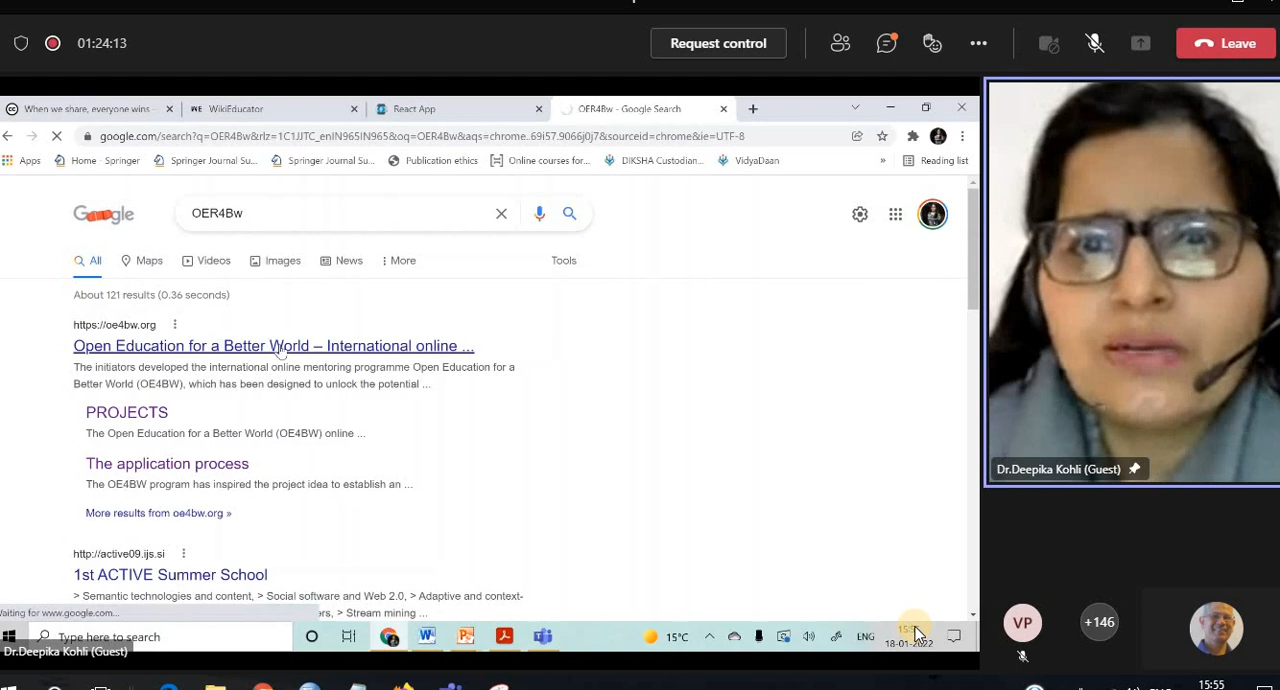 01:24:13
Request control
Leave
When we share, everyone wins
WikiEducator
React App
OER4Bw - Google Search
google.com/search?q=OER4Bw&rlz=1C1JJTC_enIN965IN965&oq=OER4Bw&aqs=chrome..69i57.9066j0j7&sourceid=chrome&ie=UTF-8
Apps
Home - Springer
Springer Journal Su...
Springer Journal Su...
Publication ethics
Online courses for...
DIKSHA Custodian...
VidyaDaan
»
Reading list
Google
OER4Bw
All
Maps
Videos
Images
News
More
Tools
About 121 results (0.36 seconds)
https://oe4bw.org
Open Education for a Better World – International online ...
The initiators developed the international online mentoring programme Open Education for a
Better World (OE4BW), which has been designed to unlock the potential ...
PROJECTS
The Open Education for a Better World (OE4BW) online ...
The application process
The OE4BW program has inspired the project idea to establish an ...
More results from oe4bw.org »
http://active09.ijs.si
1st ACTIVE Summer School
> Semantic technologies and content, > Social software and Web 2.0, > Adaptive and context-
ers, > Stream mining ...
Waiting for www.google.com...
Type here to search
15°C
ENG
18-01-2022
Dr.Deepika Kohli (Guest)
Dr.Deepika Kohli (Guest)
VP
+146
15:55